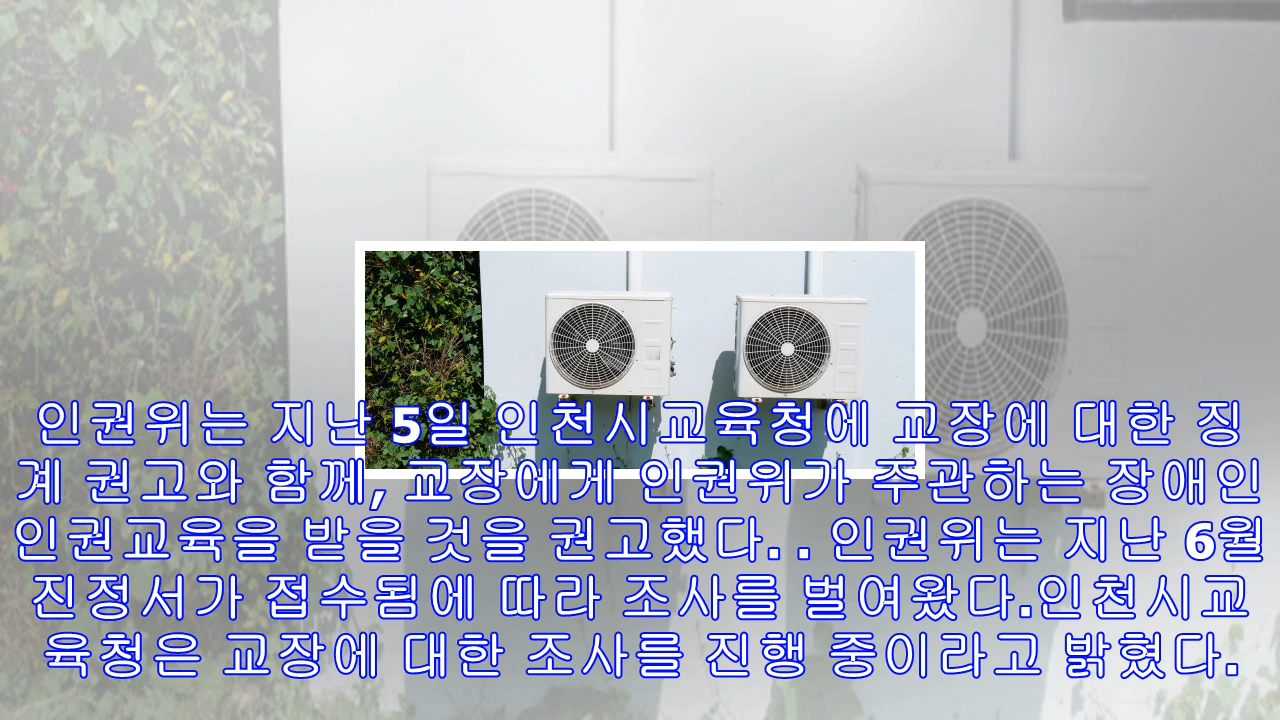 인권위는 지난 5일 인천시교육청에 교장에 대한 징
계 권고와 함께, 교장에게 인권위가 주관하는 장애인
인권교육을 받을 것을 권고했다. . 인권위는 지난 6월
진정서가 접수됨에 따라 조사를 벌여왔다.인천시교
육청은 교장에 대한 조사를 진행 중이라고 밝혔다.